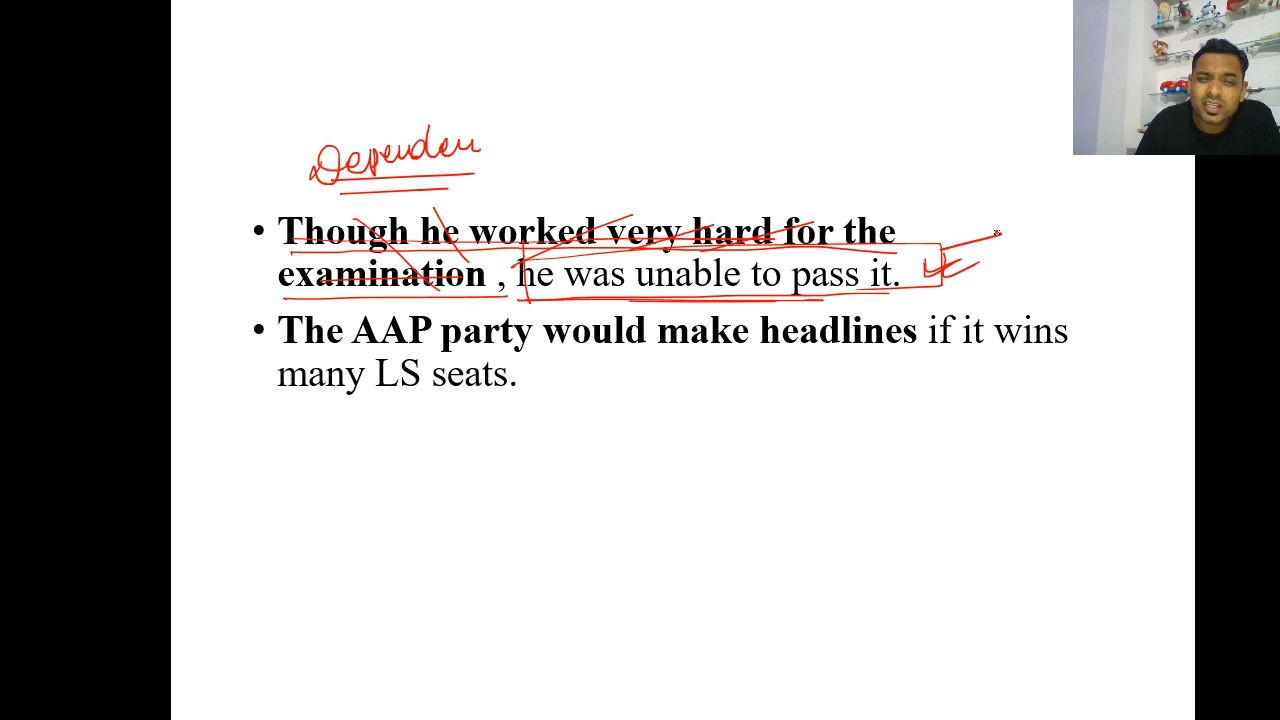 Dependen
• Though he worked very hard for the
examination , he was unable to pass it.
• The AAP party would make headlines if it wins
many LS seats.